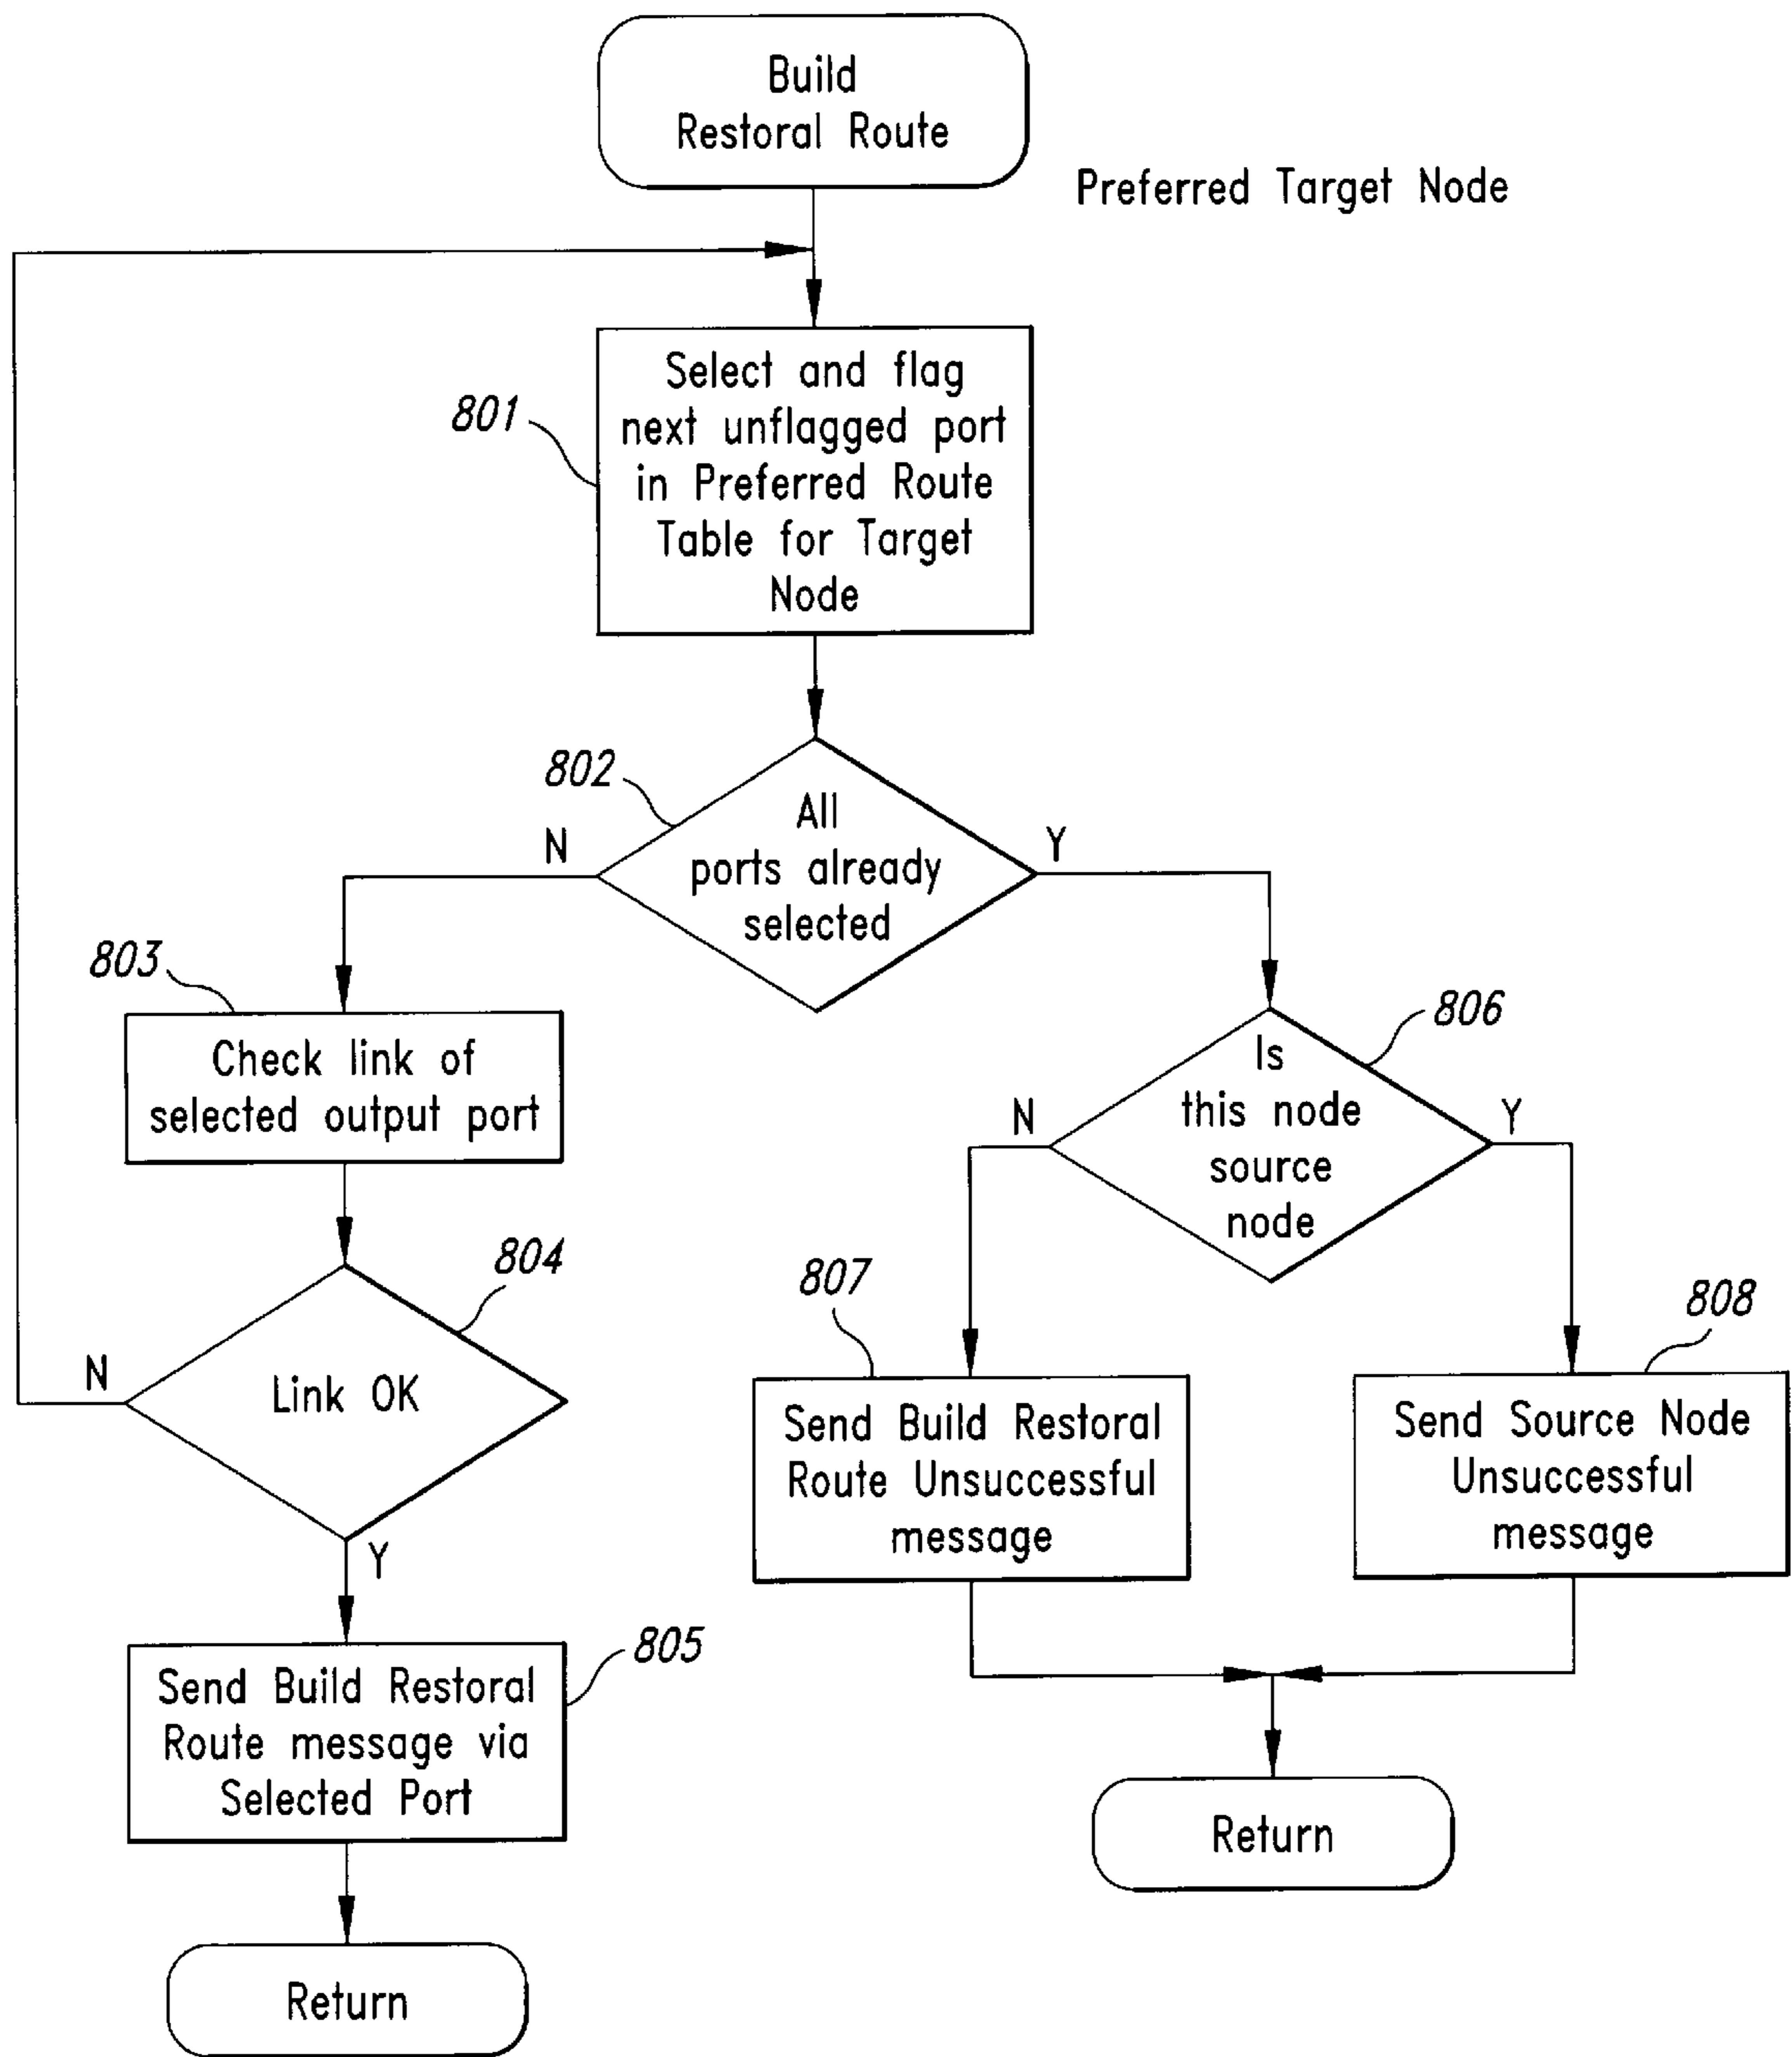 Build
Restoral Route
Preferred Target Node
801
Select and flag
next unflagged port
in Preferred Route
Table for Target
Node
802
All
ports already
selected
N
Y
803
Check link of
selected output port
806
Is
this node
source
node
N
Y
804
Link OK
N
Y
807
Send Build Restoral
Route Unsuccessful
message
808
Send Source Node
Unsuccessful
message
805
Send Build Restoral
Route message via
Selected Port
Return
Return